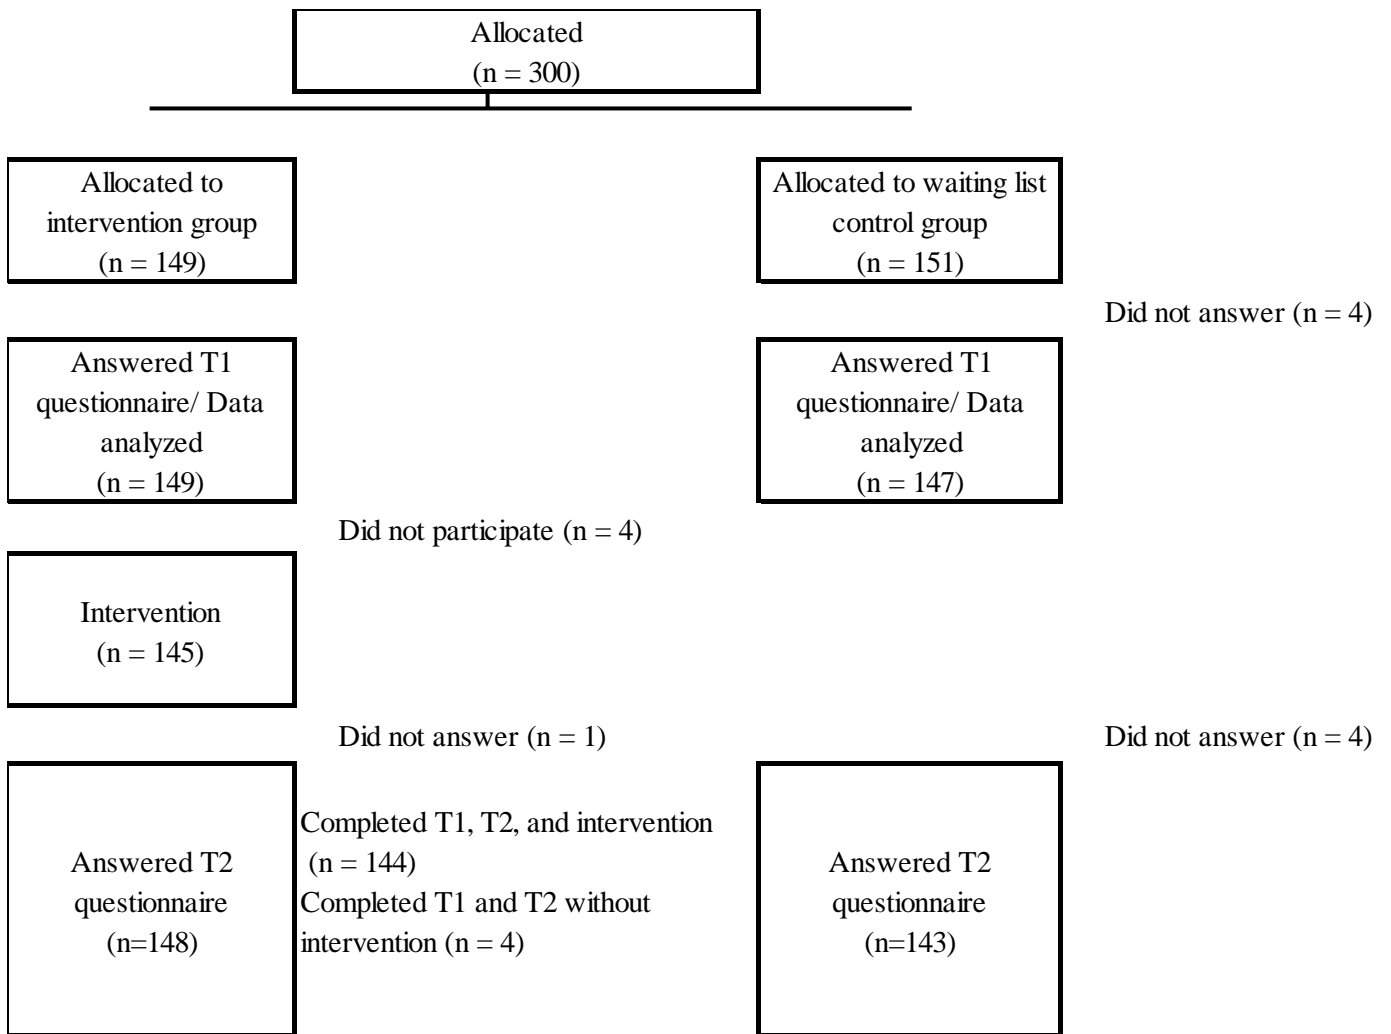 Allocated
(n = 300)
Allocated to
intervention group
(n = 149)
Allocated to waiting list
control group
(n = 151)
Did not answer (n = 4)
Answered T1
questionnaire/ Data
analyzed
(n = 149)
Answered T1
questionnaire/ Data
analyzed
(n = 147)
Did not participate (n = 4)
Intervention
(n = 145)
Did not answer (n = 1)
Did not answer (n = 4)
Answered T2
questionnaire
(n=148)
Completed T1, T2, and intervention
(n = 144)
Completed T1 and T2 without
intervention (n = 4)
Answered T2
questionnaire
(n=143)